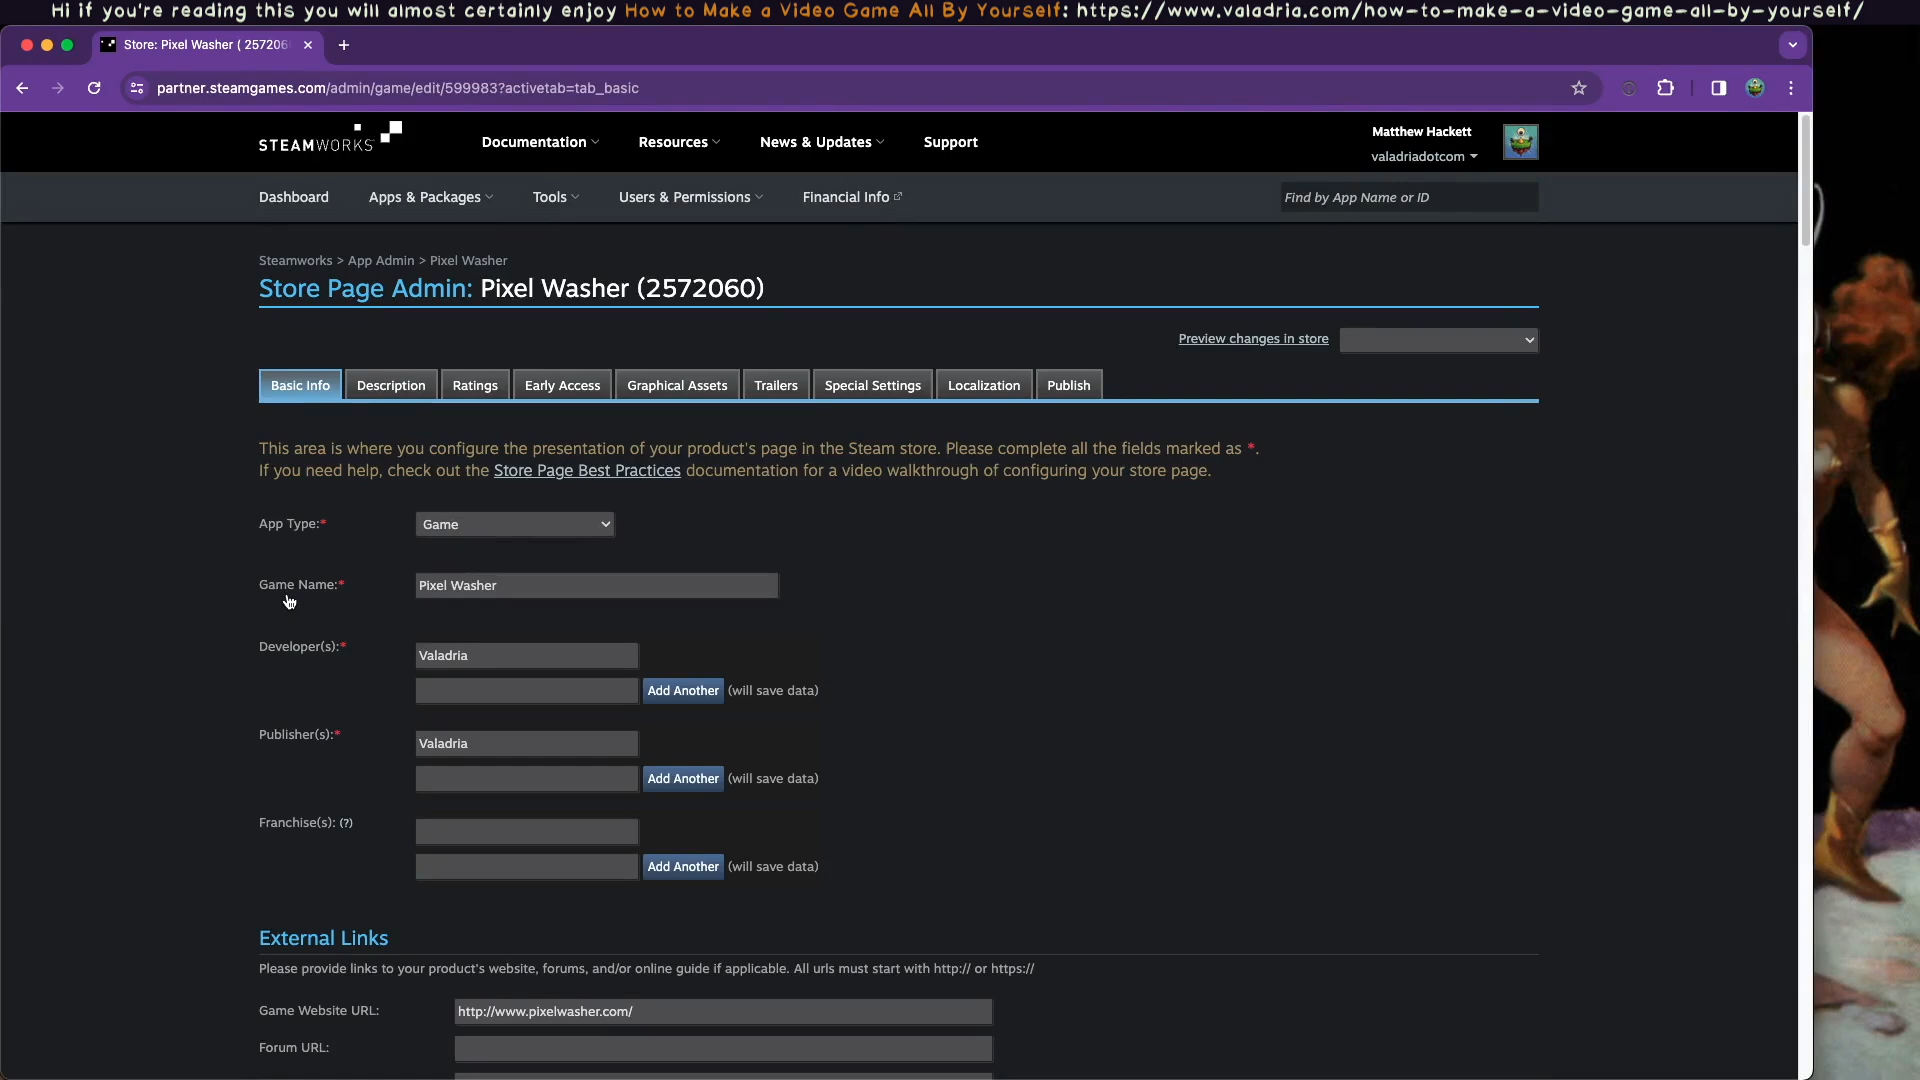 Hi if you're reading this you will almost certainly enjoy How to Make a Video Game All By Yourself: https://www.valadria.com/how-to-make-a-video-game-all-by-yourself/
Store: Pixel Washer ( 2572060
partner.steamgames.com/admin/game/edit/599983?activetab=tab_basic
STEAMWORKS
Documentation
Resources
News & Updates
Support
Matthew Hackett
valadriadotcom
Dashboard
Apps & Packages
Tools
Users & Permissions
Financial Info
Find by App Name or ID
Steamworks > App Admin > Pixel Washer
Store Page Admin: Pixel Washer (2572060)
Preview changes in store
Basic Info
Description
Ratings
Early Access
Graphical Assets
Trailers
Special Settings
Localization
Publish
This area is where you configure the presentation of your product's page in the Steam store. Please complete all the fields marked as *.
If you need help, check out the Store Page Best Practices documentation for a video walkthrough of configuring your store page.
App Type:*
Game
Game Name:*
Pixel Washer
Developer(s):*
Valadria
Add Another (will save data)
Publisher(s):*
Valadria
Add Another (will save data)
Franchise(s): (?)
Add Another (will save data)
External Links
Please provide links to your product's website, forums, and/or online guide if applicable. All urls must start with http:// or https://
Game Website URL:
http://www.pixelwasher.com/
Forum URL: